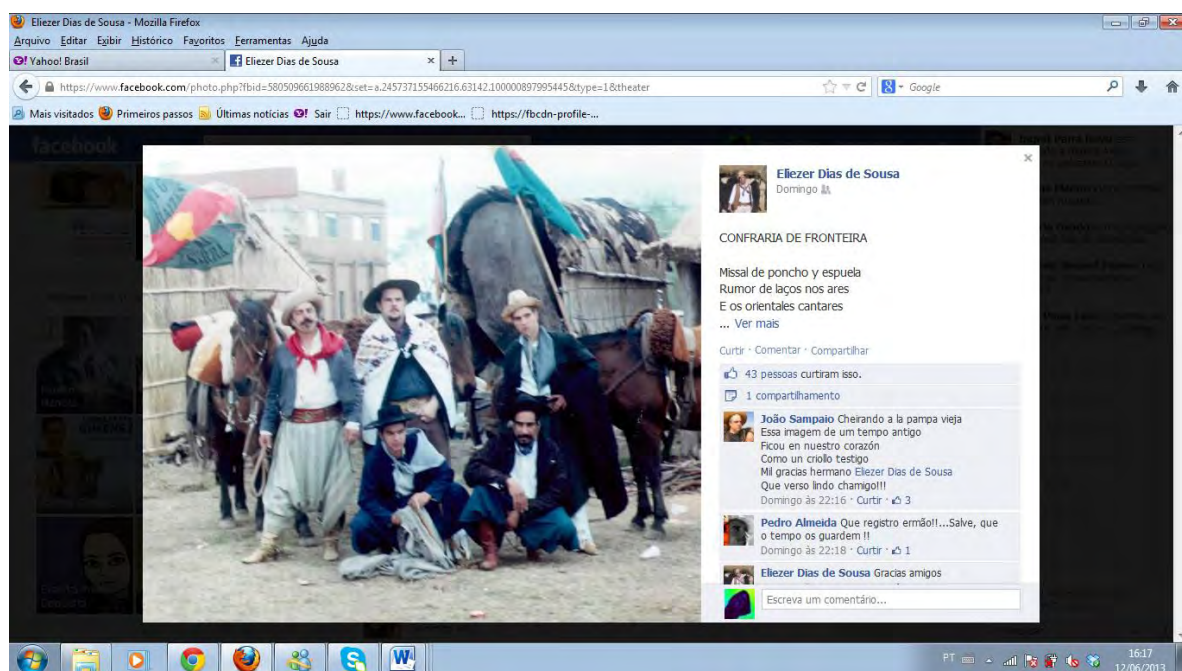 Eliezer Dias de Sousa - Mozilla Firefox
Arquivo Editar Exibir Histórico Favoritos Ferramentas Ajuda
Yahoo! Brasil
Eliezer Dias de Sousa
https://www.facebook.com/photo.php?fbid=580509661988962&set=a.245737155466216.63142.100000897995445&type=1&theater
Google
Mais visitados Primeiros passos Últimas notícias Sair https://www.facebook... https://fbcdn-profile-...
facebook
Eliezer Dias de Sousa
Domingo
CONFRARIA DE FRONTEIRA
Missal de poncho y espuela
Rumor de laços nos ares
E os orientales cantares
... Ver mais
Curtir · Comentar · Compartilhar
43 pessoas curtiram isso.
1 compartilhamento
João Sampaio Cheirando a la pampa vieja
Essa imagem de um tempo antigo
Ficou en nuestro corazón
Como un criollo testigo
Mil gracias hermano Eliezer Dias de Sousa
Que verso lindo chamigo!!!
Domingo às 22:16 · Curtir · 3
Pedro Almeida Que registro ermão!!...Salve, que
o tempo os guardem !!
Domingo às 22:18 · Curtir · 1
Eliezer Dias de Sousa Gracias amigos
Escreva um comentário...
PT
16:17
12/06/2013